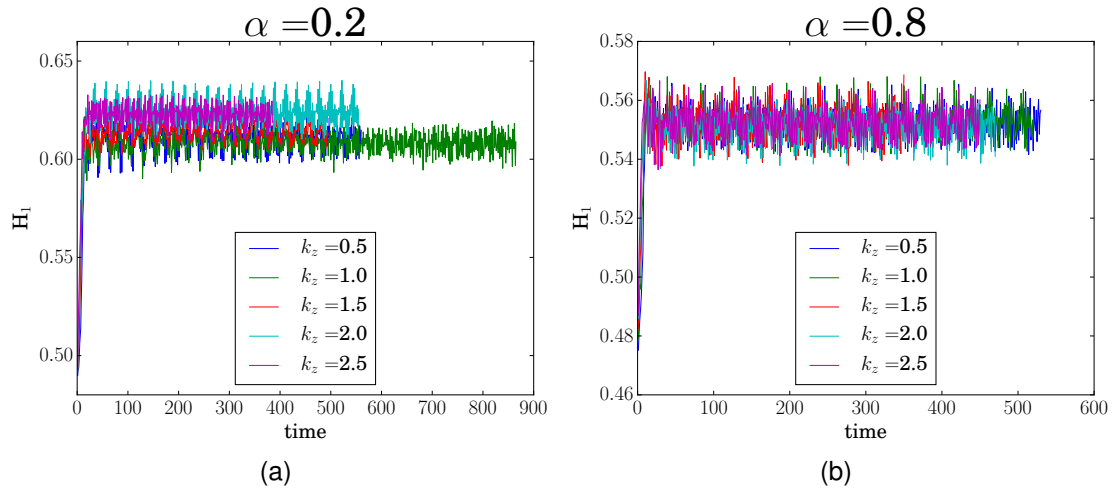 α =0.2
0.65
0.60
0.55
0.50
H₁
k_z =0.5
k_z =1.0
k_z =1.5
k_z =2.0
k_z =2.5
0 100 200 300 400 500 600 700 800 900
time
(a)
α =0.8
0.58
0.56
0.54
0.52
0.50
0.48
0.46
H₁
k_z =0.5
k_z =1.0
k_z =1.5
k_z =2.0
k_z =2.5
0 100 200 300 400 500 600
time
(b)